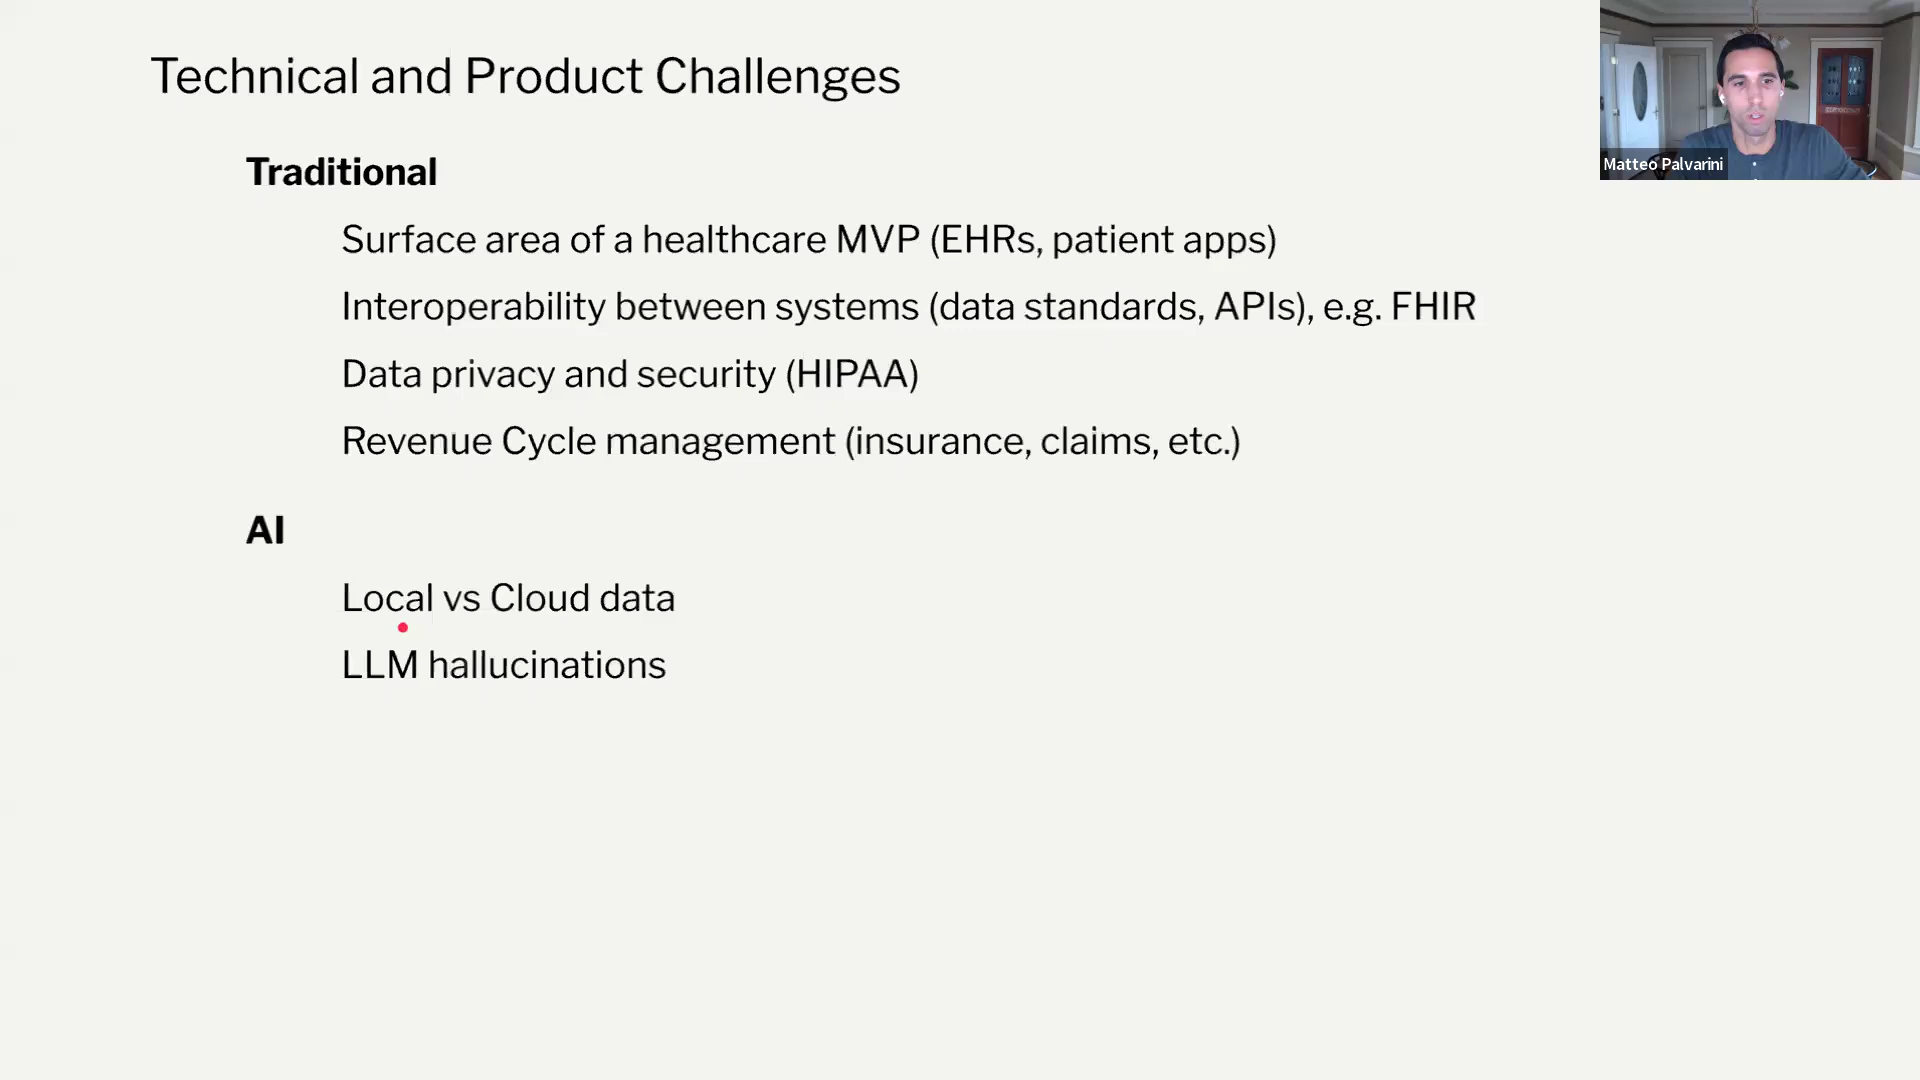 Technical and Product Challenges
Matteo Palvarini
Traditional
Surface area of a healthcare MVP (EHRs, patient apps)
Interoperability between systems (data standards, APIs), e.g. FHIR
Data privacy and security (HIPAA)
Revenue Cycle management (insurance, claims, etc.)
AI
Local vs Cloud data
LLM hallucinations